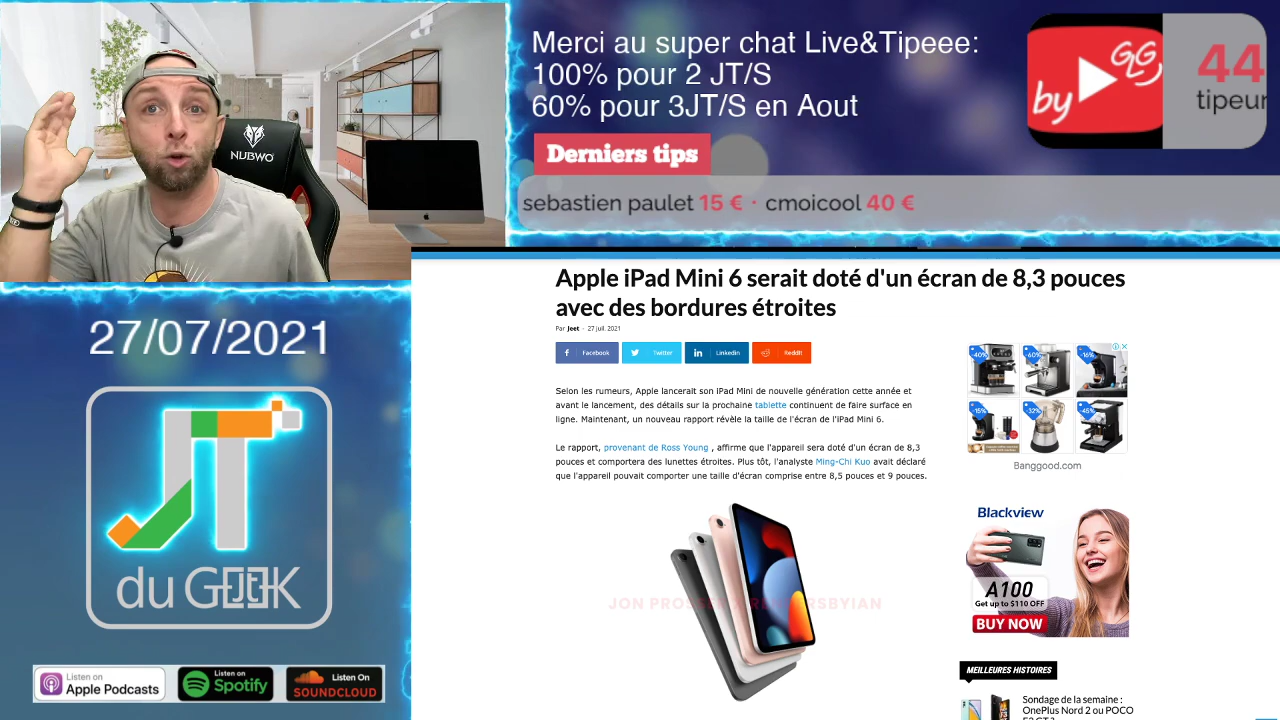 NUBWO
Merci au super chat Live&Tipeee:
100% pour 2 JT/S
60% pour 3JT/S en Aout
by GLG
44
tipeur
Derniers tips
sebastien paulet 15 € · cmoicool 40 €
27/07/2021
JT
du GEEK
Listen on
Apple Podcasts
Listen on
Spotify
Listen On
SOUNDCLOUD
Apple iPad Mini 6 serait doté d'un écran de 8,3 pouces
avec des bordures étroites
Par Jeet - 27 juil. 2021
Facebook
Twitter
Linkedin
ReddIt
Selon les rumeurs, Apple lancerait son iPad Mini de nouvelle génération cette année et
avant le lancement, des détails sur la prochaine tablette continuent de faire surface en
ligne. Maintenant, un nouveau rapport révèle la taille de l'écran de l'iPad Mini 6.
Le rapport, provenant de Ross Young , affirme que l'appareil sera doté d'un écran de 8,3
pouces et comportera des lunettes étroites. Plus tôt, l'analyste Ming-Chi Kuo avait déclaré
que l'appareil pouvait comporter une taille d'écran comprise entre 8,5 pouces et 9 pouces.
-40%
-60%
-16%
-15%
-32%
-45%
Banggood.com
Blackview
A100
Get up to $110 OFF
BUY NOW
MEILLEURES HISTOIRES
Sondage de la semaine :
OnePlus Nord 2 ou POCO